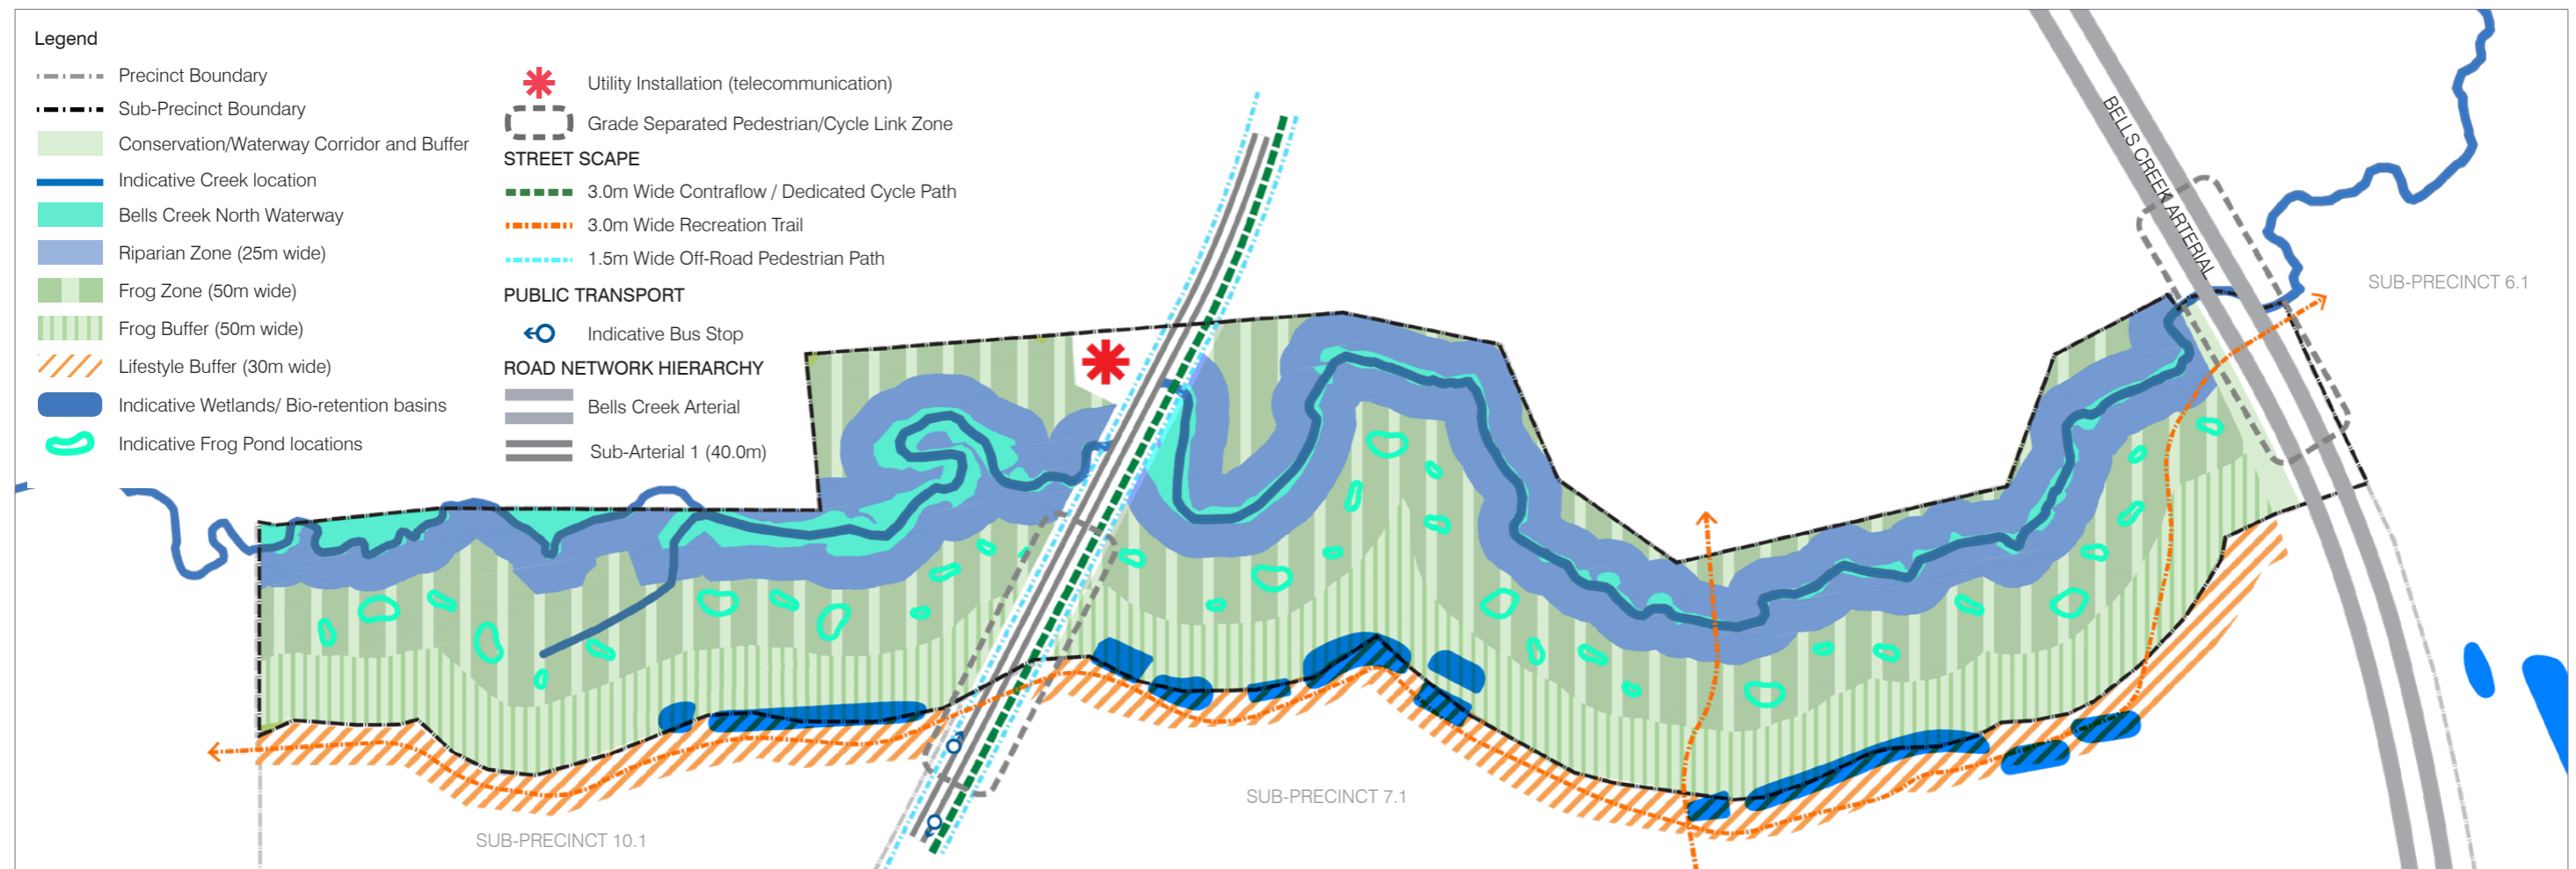 Legend
Precinct Boundary
Sub-Precinct Boundary
Conservation/Waterway Corridor and Buffer
Indicative Creek location
Bells Creek North Waterway
Riparian Zone (25m wide)
Frog Zone (50m wide)
Frog Buffer (50m wide)
Lifestyle Buffer (30m wide)
Indicative Wetlands/ Bio-retention basins
Indicative Frog Pond locations
Utility Installation (telecommunication)
Grade Separated Pedestrian/Cycle Link Zone
STREET SCAPE
3.0m Wide Contraflow / Dedicated Cycle Path
3.0m Wide Recreation Trail
1.5m Wide Off-Road Pedestrian Path
PUBLIC TRANSPORT
Indicative Bus Stop
ROAD NETWORK HIERARCHY
Bells Creek Arterial
Sub-Arterial 1 (40.0m)
BELLS CREEK ARTERIAL
SUB-PRECINCT 6.1
SUB-PRECINCT 7.1
SUB-PRECINCT 10.1